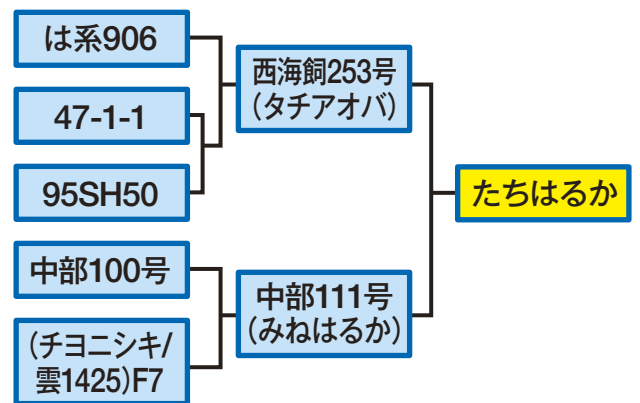 は系906
47-1-1
95SH50
中部100号
(チヨニシキ/
雲1425)F7
西海飼253号
(タチアオバ)
中部111号
(みねはるか)
たちはるか